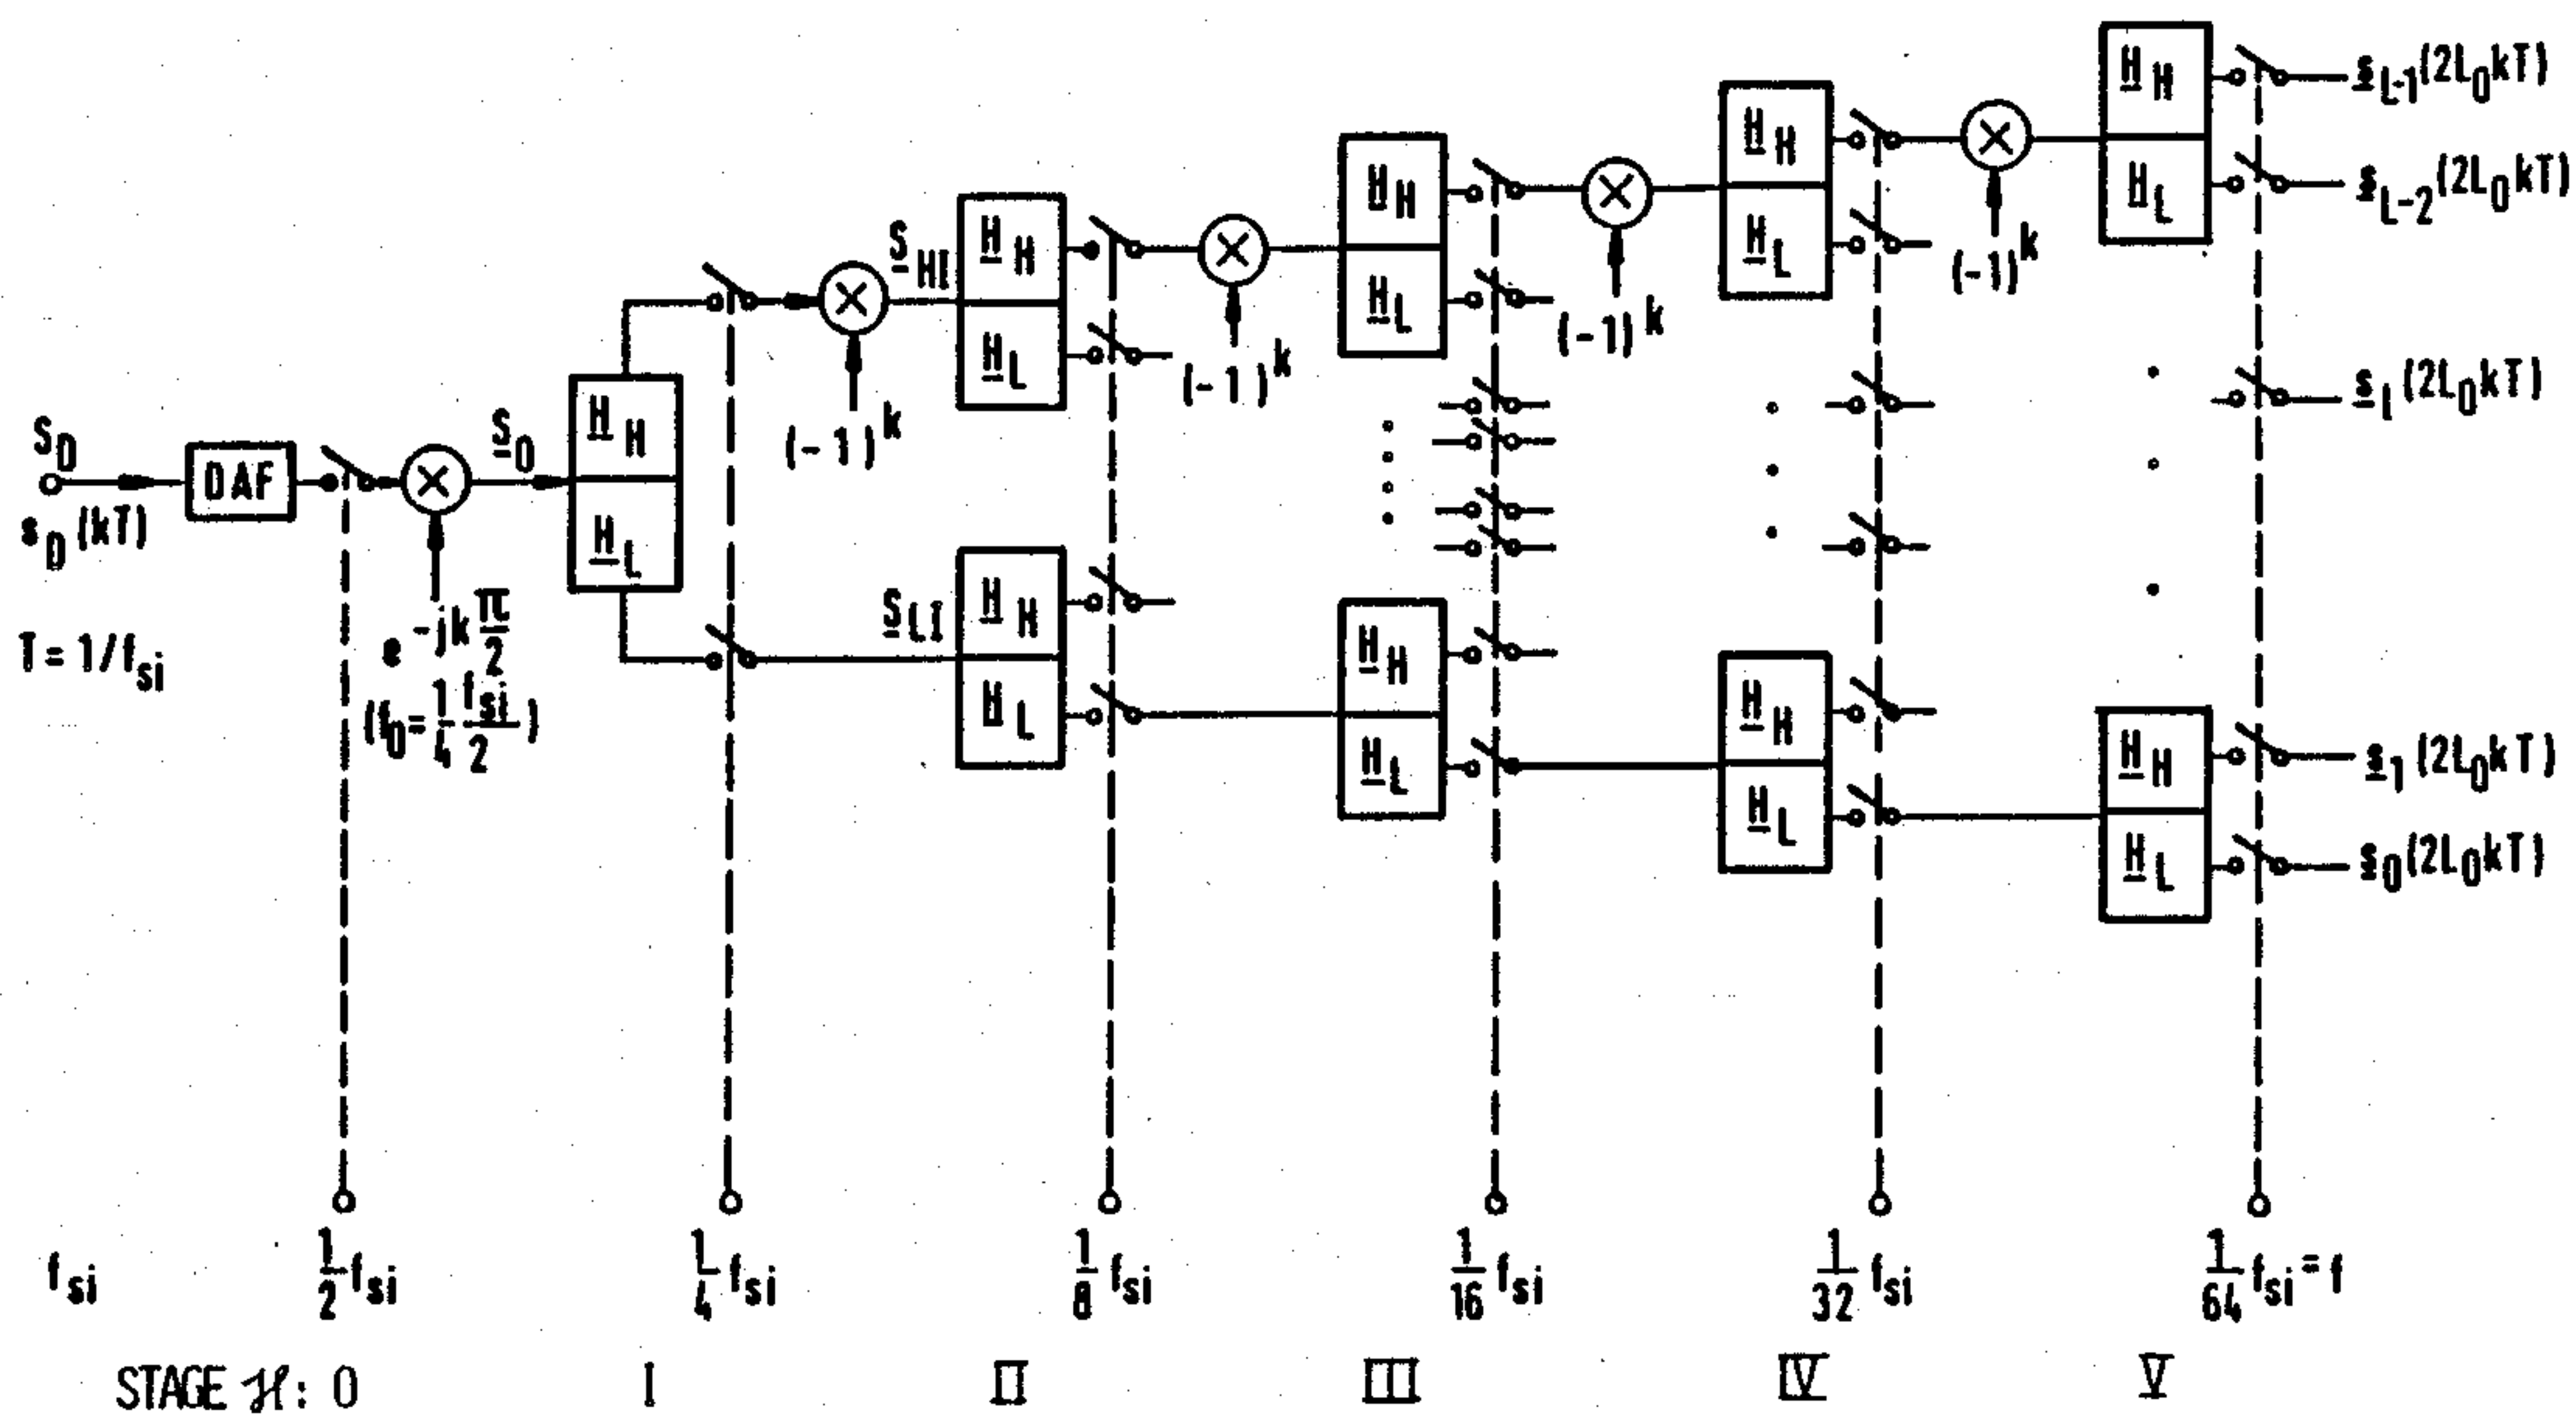 S_D
s_D(kT)
T = 1/f_si
DAF
e^-jk π/2
(f_0 = 1/4 f_si/2)
S_0
H_H
H_L
(-1)^k
S_HI
H_H
H_L
S_LI
H_H
H_L
(-1)^k
H_H
H_L
H_H
H_L
(-1)^k
H_H
H_L
H_H
H_L
(-1)^k
H_H
H_L
H_H
H_L
s_L-1(2L_0kT)
s_L-2(2L_0kT)
s_l(2L_0kT)
s_1(2L_0kT)
s_0(2L_0kT)
f_si
1/2 f_si
1/4 f_si
1/8 f_si
1/16 f_si
1/32 f_si
1/64 f_si = f
STAGE ℋ: 0 I II III IV V